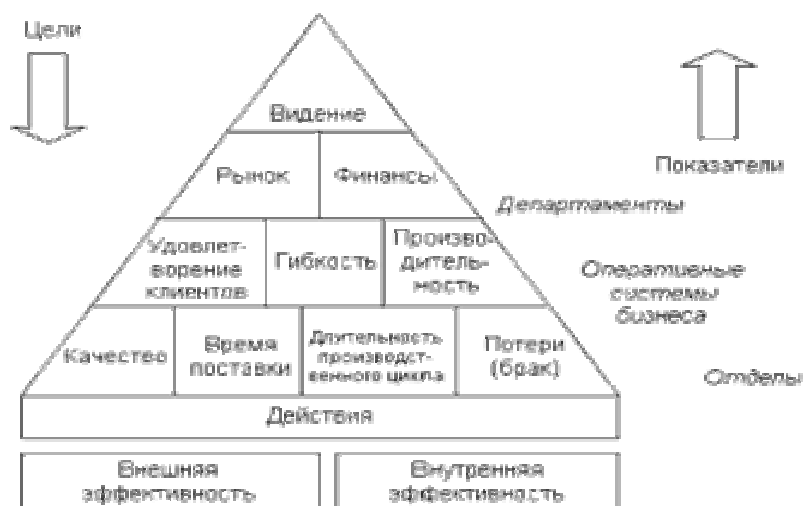 Цели
Видение
Показатели
Рынок
Финансы
Департаменты
Удовлет-
ворение
клиентов
Гибкость
Произво-
дитель-
ность
Оперативные
системы
бизнеса
Качество
Время
поставки
Длительность
производст-
венного цикла
Потери
(брак)
Отделы
Действия
Внешняя
эффективность
Внутренняя
эффективность